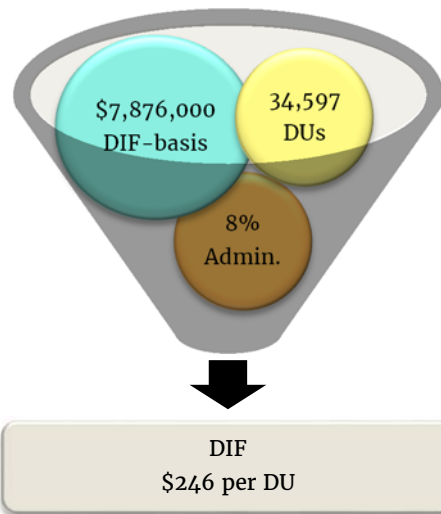 $7,876,000
DIF-basis
34,597
DUs
8%
Admin.
DIF
$246 per DU